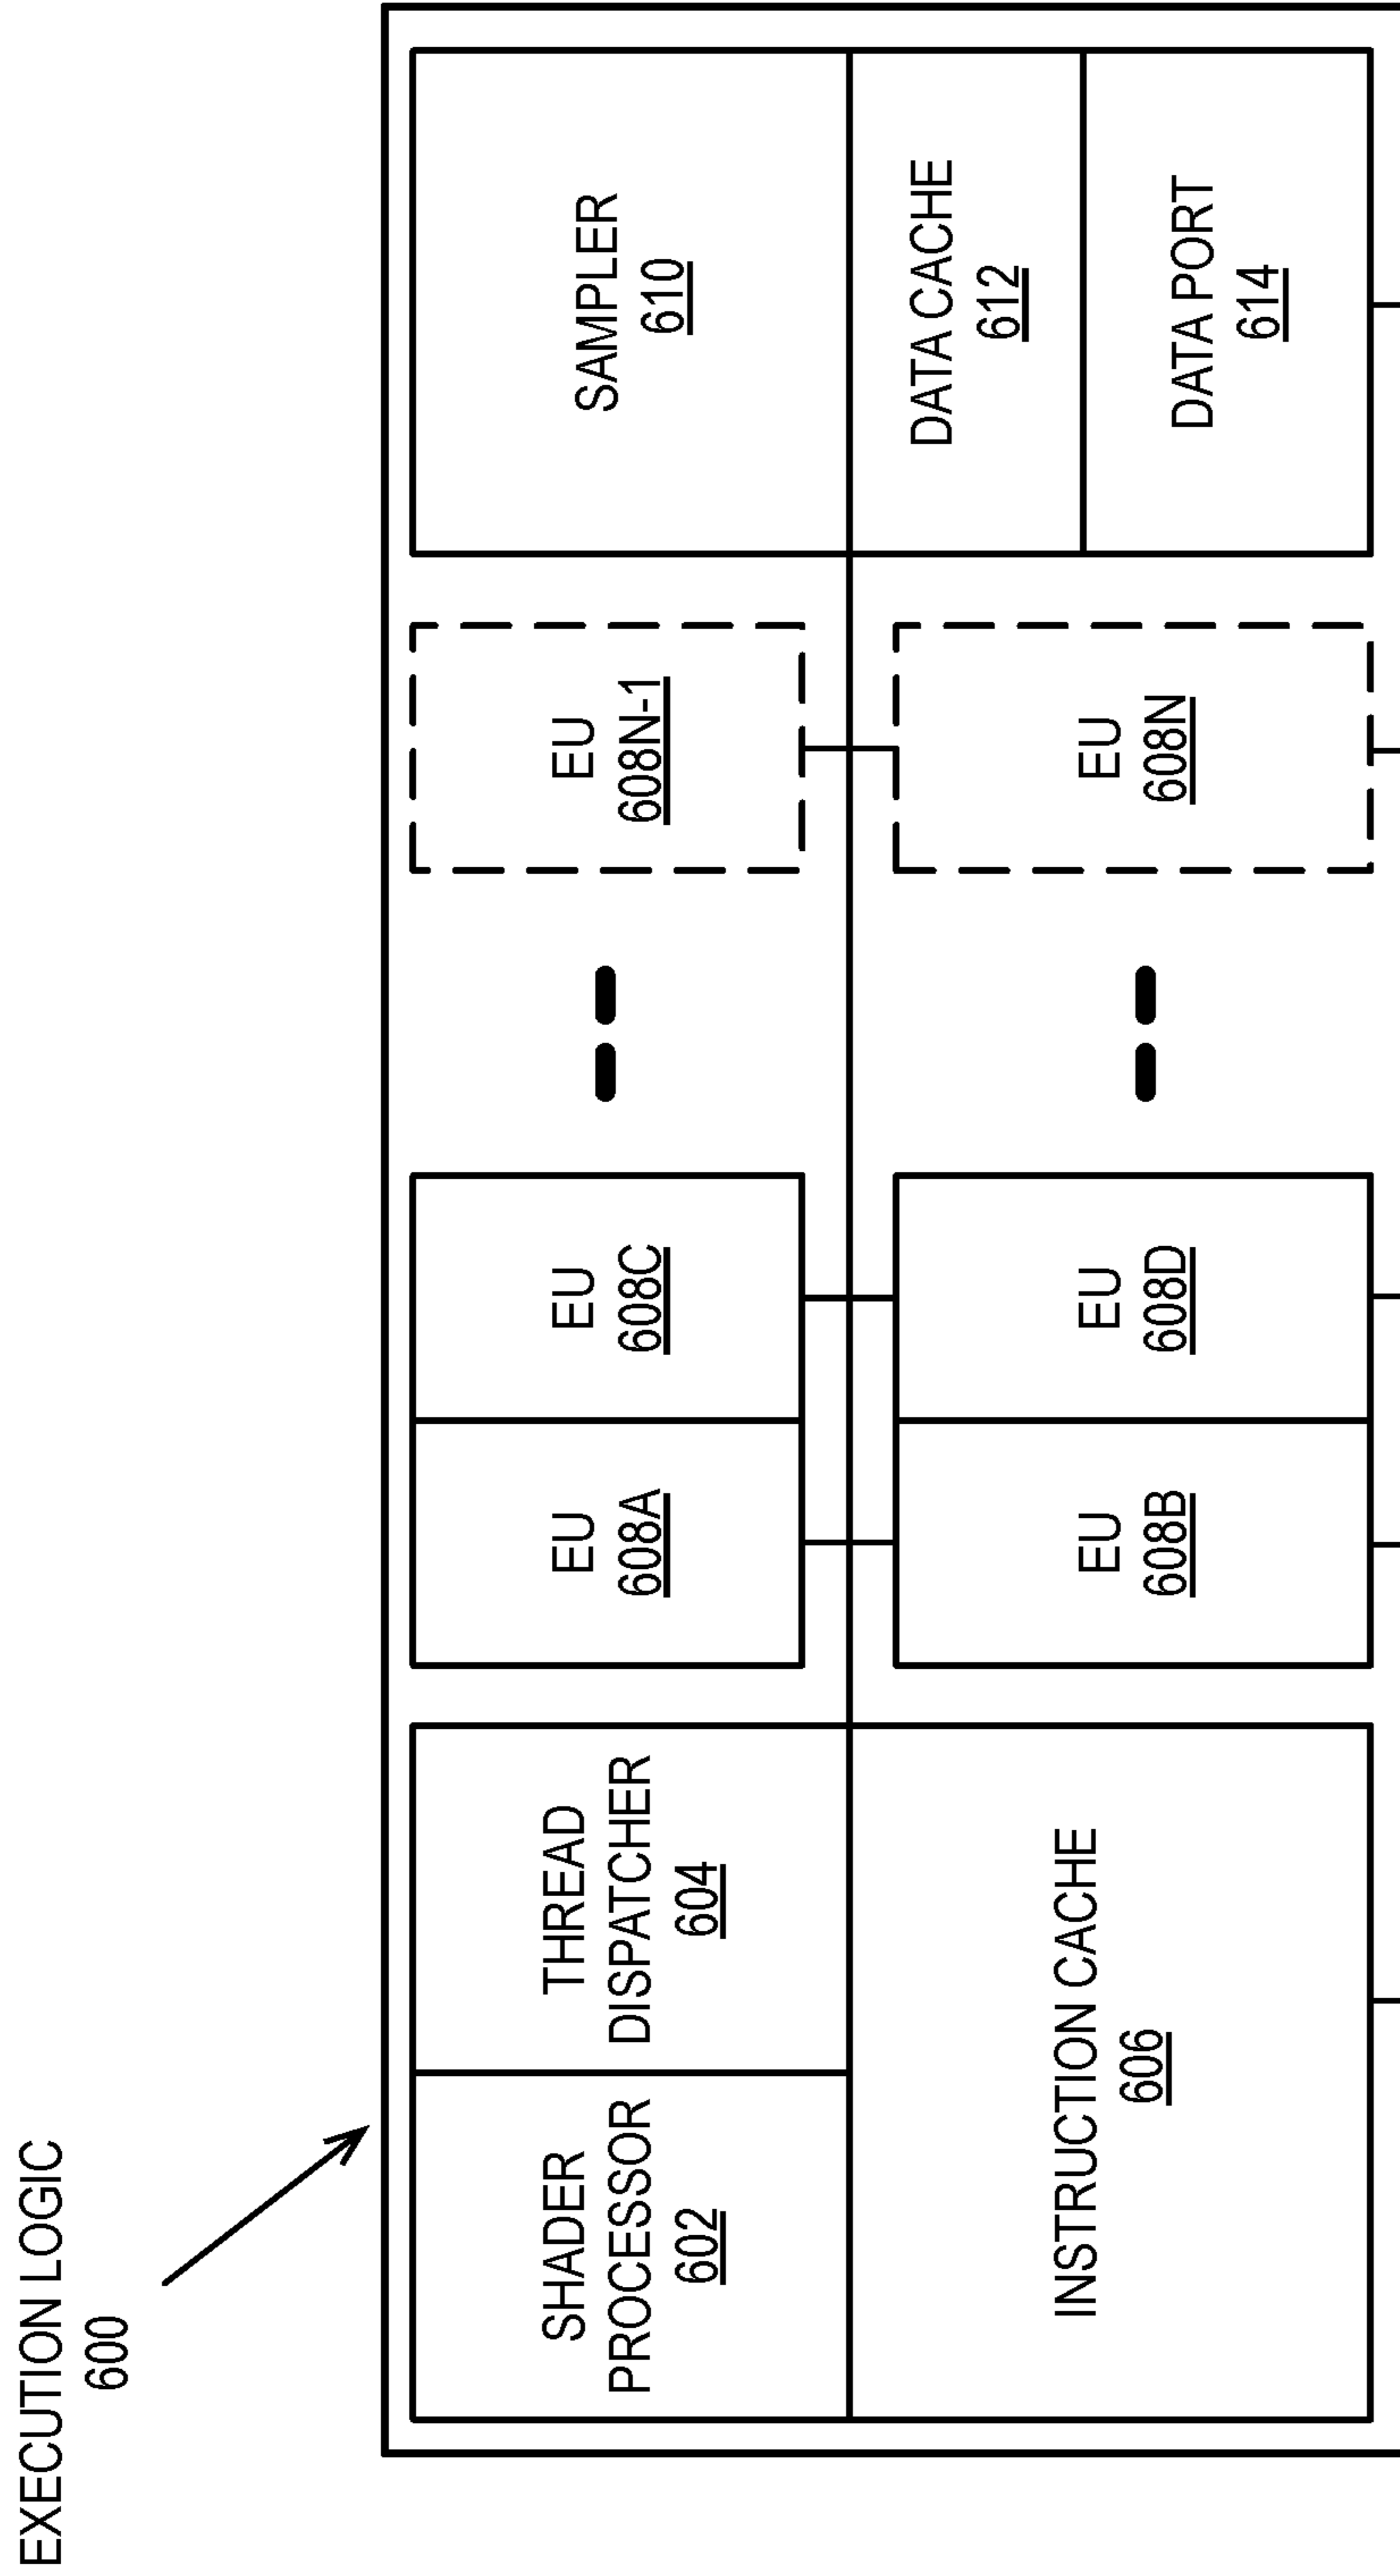 EXECUTION LOGIC
600
SHADER
PROCESSOR
602
THREAD
DISPATCHER
604
INSTRUCTION CACHE
606
EU
608A
EU
608C
EU
608B
EU
608D
EU
608N-1
EU
608N
SAMPLER
610
DATA CACHE
612
DATA PORT
614